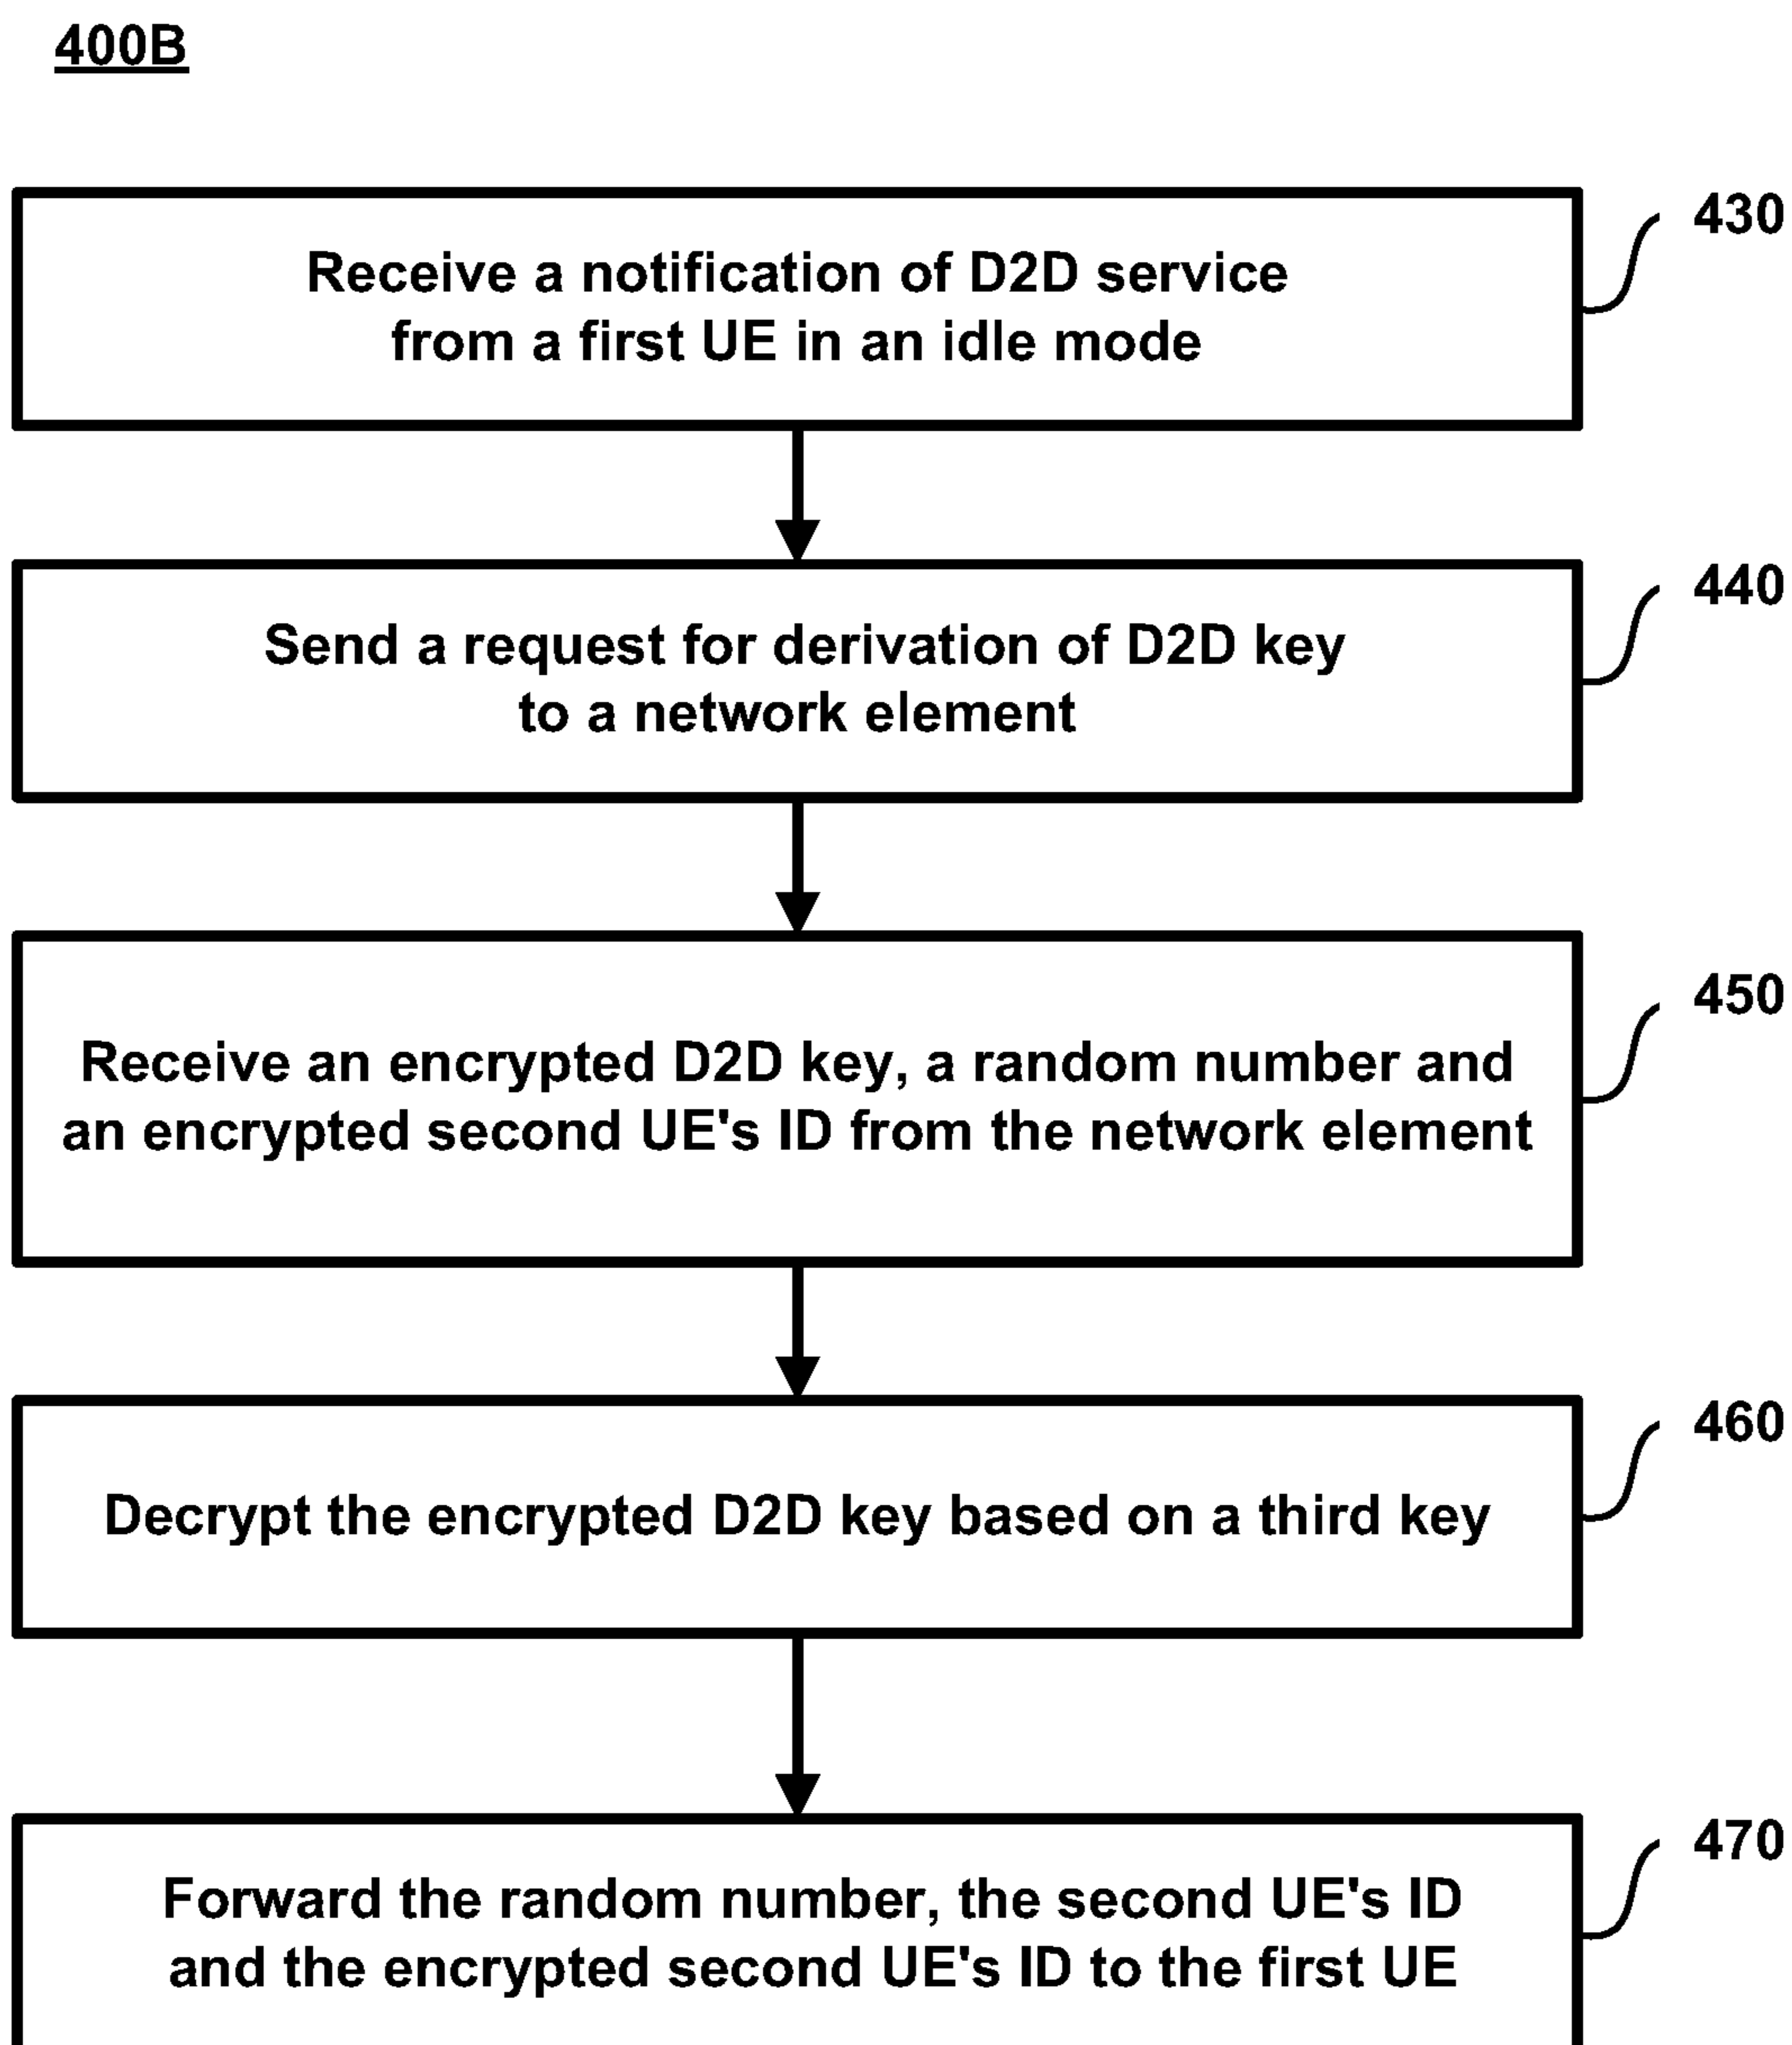 400B
430
Receive a notification of D2D service
from a first UE in an idle mode
440
Send a request for derivation of D2D key
to a network element
450
Receive an encrypted D2D key, a random number and
an encrypted second UE's ID from the network element
460
Decrypt the encrypted D2D key based on a third key
470
Forward the random number, the second UE's ID
and the encrypted second UE's ID to the first UE